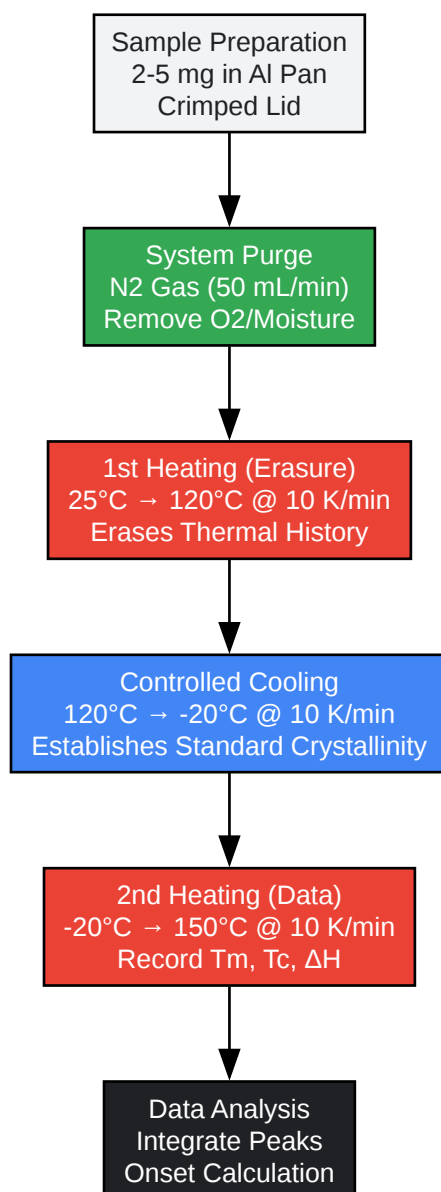 Sample Preparation
2-5 mg in Al Pan
Crimped Lid
System Purge
N2 Gas (50 mL/min)
Remove O2/Moisture
1st Heating (Erasure)
25°C → 120°C @ 10 K/min
Erases Thermal History
Controlled Cooling
120°C → -20°C @ 10 K/min
Establishes Standard Crystallinity
2nd Heating (Data)
-20°C → 150°C @ 10 K/min
Record Tm, Tc, ΔH
Data Analysis
Integrate Peaks
Onset Calculation